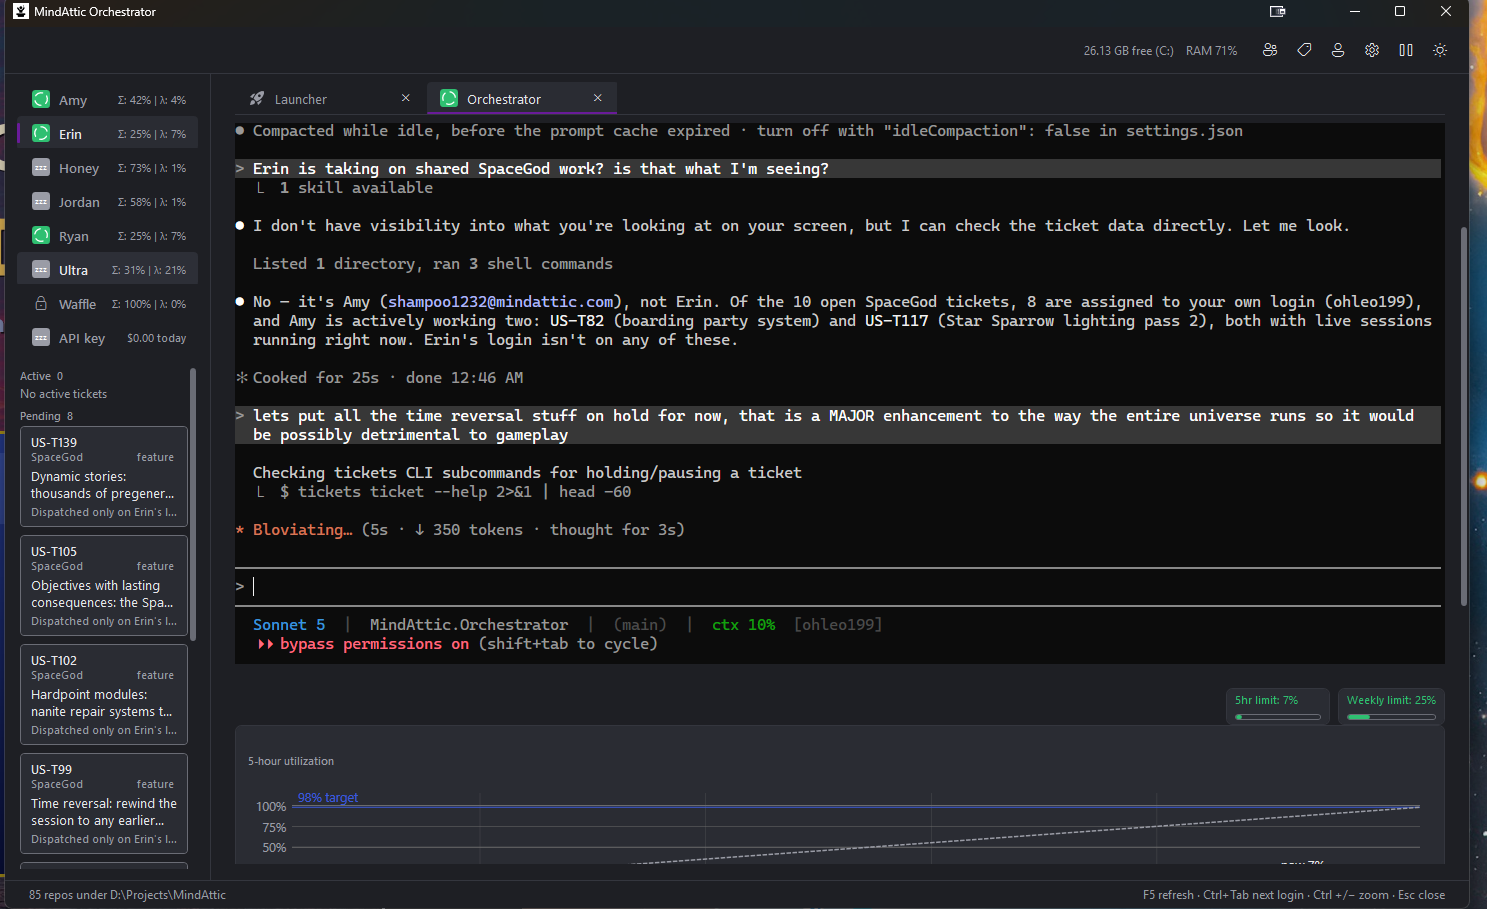 MindAttic Orchestrator
26.13 GB free (C:) RAM 71%
Amy Σ: 42% | λ: 4%
Erin Σ: 25% | λ: 7%
Honey Σ: 73% | λ: 1%
Jordan Σ: 58% | λ: 1%
Ryan Σ: 25% | λ: 7%
Ultra Σ: 31% | λ: 21%
Waffle Σ: 100% | λ: 0%
API key $0.00 today
Active 0
No active tickets
Pending 8
US-T139
SpaceGod feature
Dynamic stories:
thousands of pregener...
Dispatched only on Erin's l...
US-T105
SpaceGod feature
Objectives with lasting
consequences: the Spa...
Dispatched only on Erin's l...
US-T102
SpaceGod feature
Hardpoint modules:
nanite repair systems t...
Dispatched only on Erin's l...
US-T99
SpaceGod feature
Time reversal: rewind the
session to any earlier...
Dispatched only on Erin's l...
Launcher × Orchestrator ×
● Compacted while idle, before the prompt cache expired · turn off with "idleCompaction": false in settings.json
> Erin is taking on shared SpaceGod work? is that what I'm seeing?
└ 1 skill available
● I don't have visibility into what you're looking at on your screen, but I can check the ticket data directly. Let me look.
Listed 1 directory, ran 3 shell commands
● No — it's Amy (shampoo1232@mindattic.com), not Erin. Of the 10 open SpaceGod tickets, 8 are assigned to your own login (ohleo199),
and Amy is actively working two: US-T82 (boarding party system) and US-T117 (Star Sparrow lighting pass 2), both with live sessions
running right now. Erin's login isn't on any of these.
✻ Cooked for 25s · done 12:46 AM
> lets put all the time reversal stuff on hold for now, that is a MAJOR enhancement to the way the entire universe runs so it would
be possibly detrimental to gameplay
Checking tickets CLI subcommands for holding/pausing a ticket
└ $ tickets ticket --help 2>&1 | head -60
* Bloviating… (5s · ↓ 350 tokens · thought for 3s)
>
Sonnet 5 | MindAttic.Orchestrator | (main) | ctx 10% [ohleo199]
⏵⏵ bypass permissions on (shift+tab to cycle)
5hr limit: 7% Weekly limit: 25%
5-hour utilization
98% target
100%
75%
50%
85 repos under D:\Projects\MindAttic
F5 refresh · Ctrl+Tab next login · Ctrl +/− zoom · Esc close